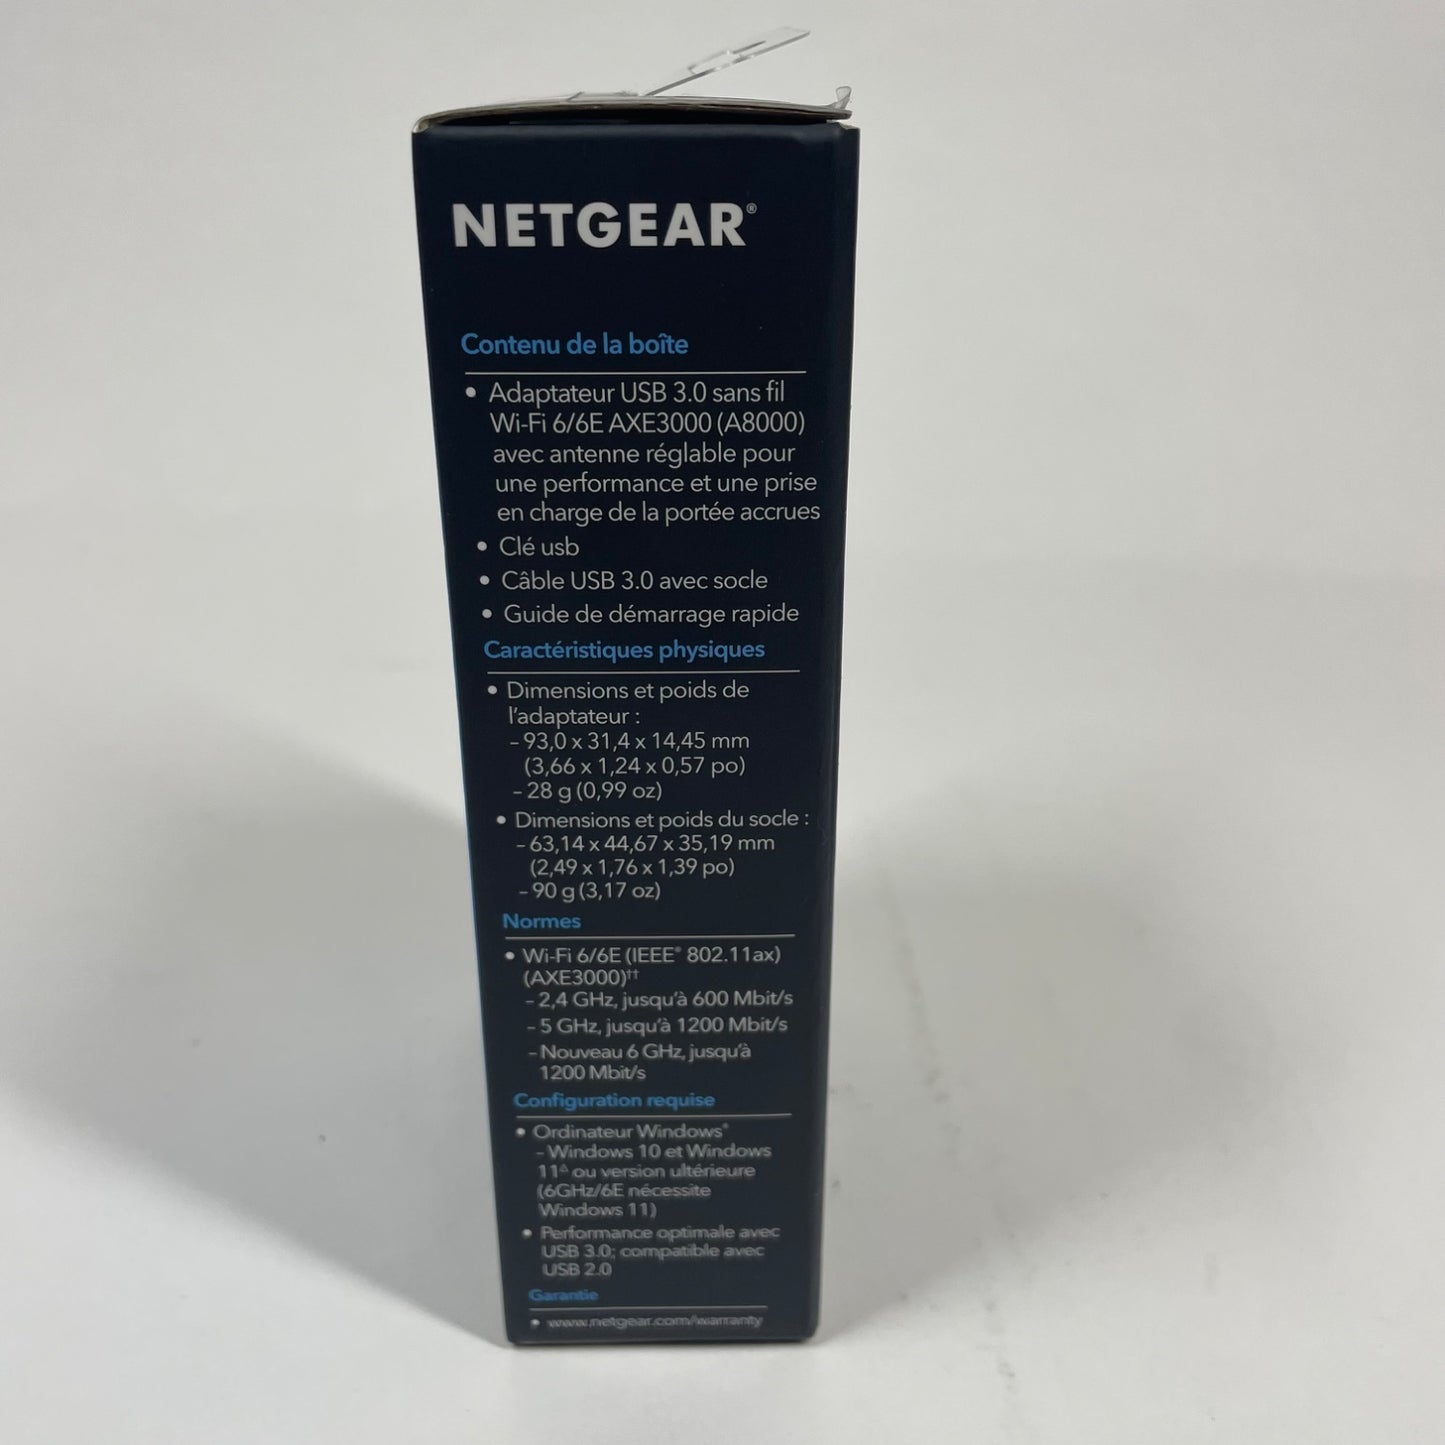 NETGEAR®
Contenu de la boîte
• Adaptateur USB 3.0 sans fil
Wi-Fi 6/6E AXE3000 (A8000)
avec antenne réglable pour
une performance et une prise
en charge de la portée accrues
• Clé usb
• Câble USB 3.0 avec socle
• Guide de démarrage rapide
Caractéristiques physiques
• Dimensions et poids de
l'adaptateur :
– 93,0 x 31,4 x 14,45 mm
(3,66 x 1,24 x 0,57 po)
– 28 g (0,99 oz)
• Dimensions et poids du socle :
– 63,14 x 44,67 x 35,19 mm
(2,49 x 1,76 x 1,39 po)
– 90 g (3,17 oz)
Normes
• Wi-Fi 6/6E (IEEE® 802.11ax)
(AXE3000)††
– 2,4 GHz, jusqu'à 600 Mbit/s
– 5 GHz, jusqu'à 1200 Mbit/s
– Nouveau 6 GHz, jusqu'à
1200 Mbit/s
Configuration requise
• Ordinateur Windows®
– Windows 10 et Windows
11∆ ou version ultérieure
(6GHz/6E nécessite
Windows 11)
• Performance optimale avec
USB 3.0; compatible avec
USB 2.0
Garantie
• www.netgear.com/warranty